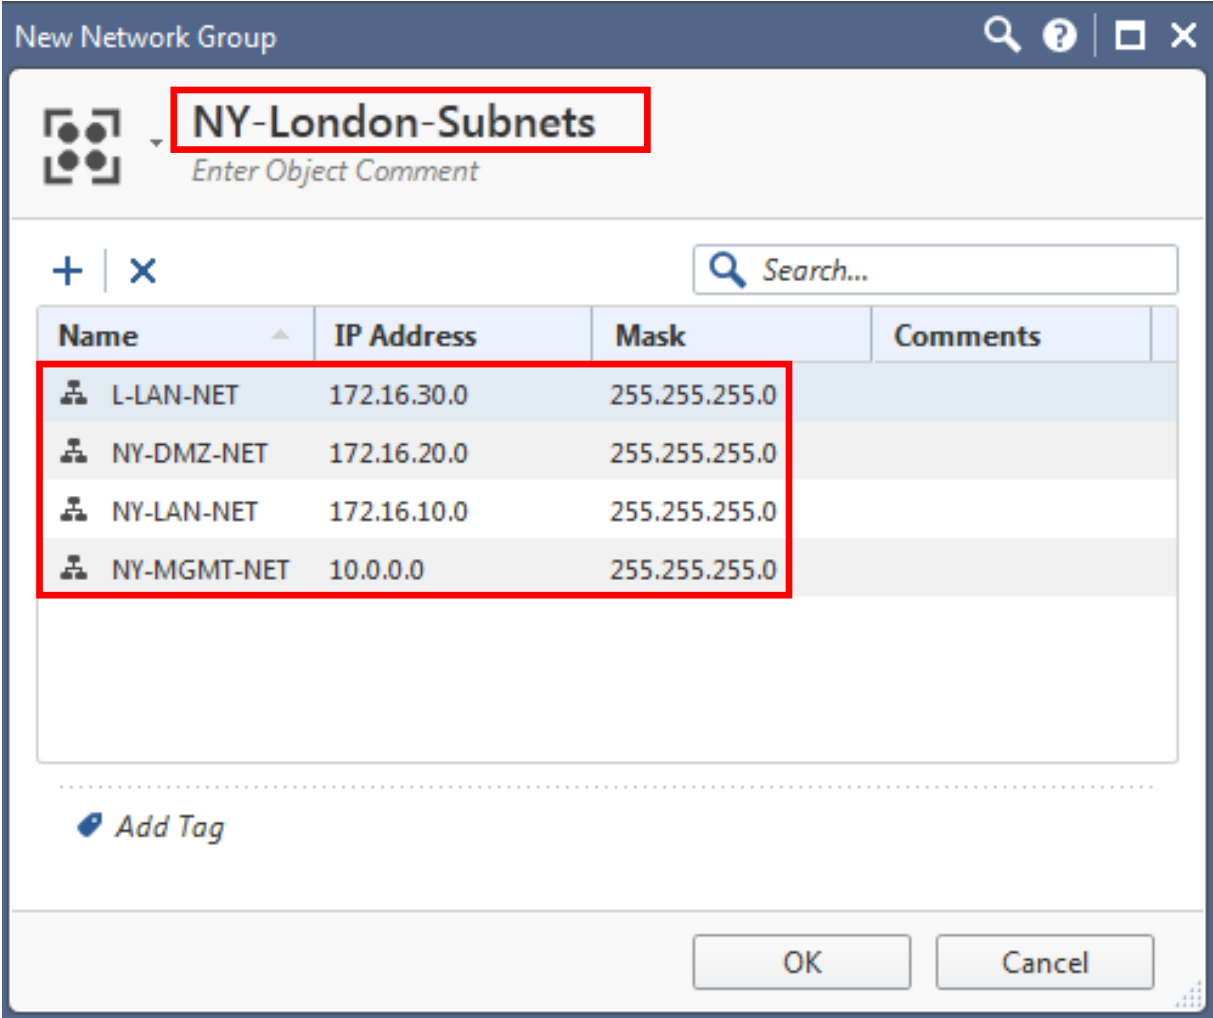 New Network Group
NY-London-Subnets
Enter Object Comment
Search...
Name IP Address Mask Comments
L-LAN-NET 172.16.30.0 255.255.255.0
NY-DMZ-NET 172.16.20.0 255.255.255.0
NY-LAN-NET 172.16.10.0 255.255.255.0
NY-MGMT-NET 10.0.0.0 255.255.255.0
Add Tag
OK Cancel